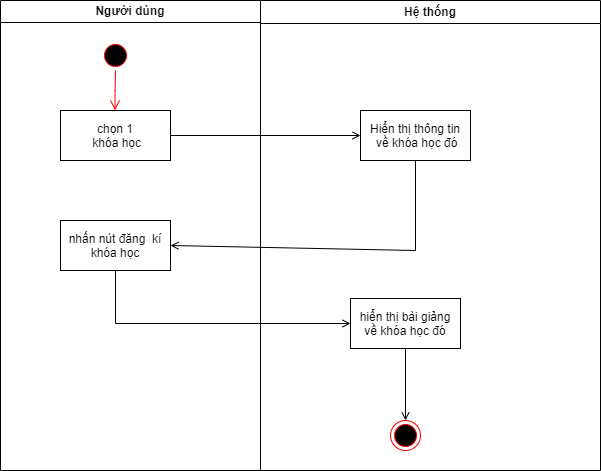 Người dùng
Hệ thống
chọn 1
khóa học
Hiển thị thông tin
về khóa học đó
nhấn nút đăng kí
khóa học
hiển thị bài giảng
về khóa học đó